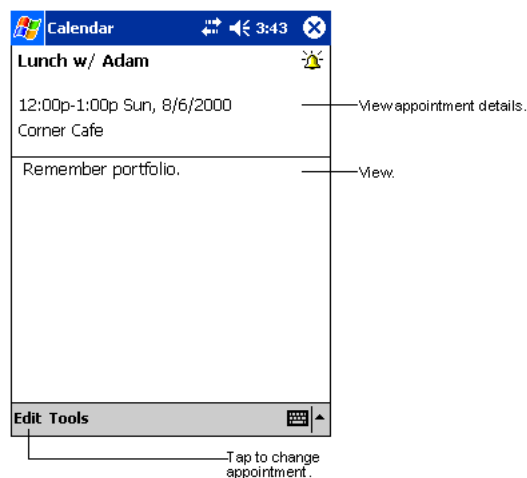 Calendar 3:43
Lunch w/ Adam
12:00p-1:00p Sun, 8/6/2000
View appointment details.
Corner Cafe
Remember portfolio.
View.
Edit Tools
Tap to change
appointment.